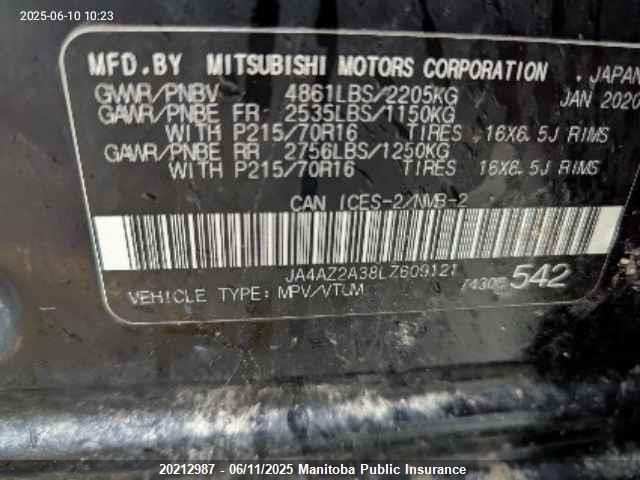 2025-06-10 10:23
MFD.BY MITSUBISHI MOTORS CORPORATION , JAPAN
GVWR/PNBV 4861LBS/2205KG JAN 2020
GAWR/PNBE FR 2535LBS/1150KG
WITH P215/70R16 TIRES 16X6.5J RIMS
GAWR/PNBE RR 2756LBS/1250KG
WITH P215/70R16 TIRES 16X6.5J RIMS
CAN ICES-2/NMB-2
JA4AZ2A38LZ609121
VEHICLE TYPE: MPV/VTUM 542
20212987 - 06/11/2025 Manitoba Public Insurance